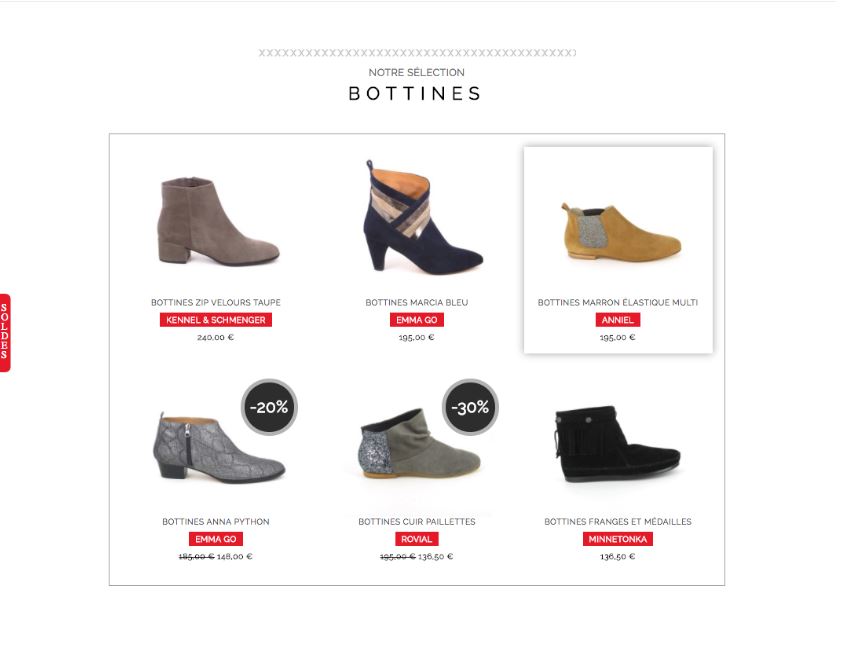 XXXXXXXXXXXXXXXXXXXXXXXXXXXXXXXXXXXXXXXXX
NOTRE SÉLECTION
BOTTINES
BOTTINES ZIP VELOURS TAUPE
KENNEL & SCHMENGER
240,00 €
BOTTINES MARCIA BLEU
EMMA GO
195,00 €
BOTTINES MARRON ÉLASTIQUE MULTI
ANNIEL
195,00 €
SOLDES
-20%
BOTTINES ANNA PYTHON
EMMA GO
185,00 € 148,00 €
-30%
BOTTINES CUIR PAILLETTES
ROVIAL
195,00 € 136,50 €
BOTTINES FRANGES ET MÉDAILLES
MINNETONKA
136,50 €